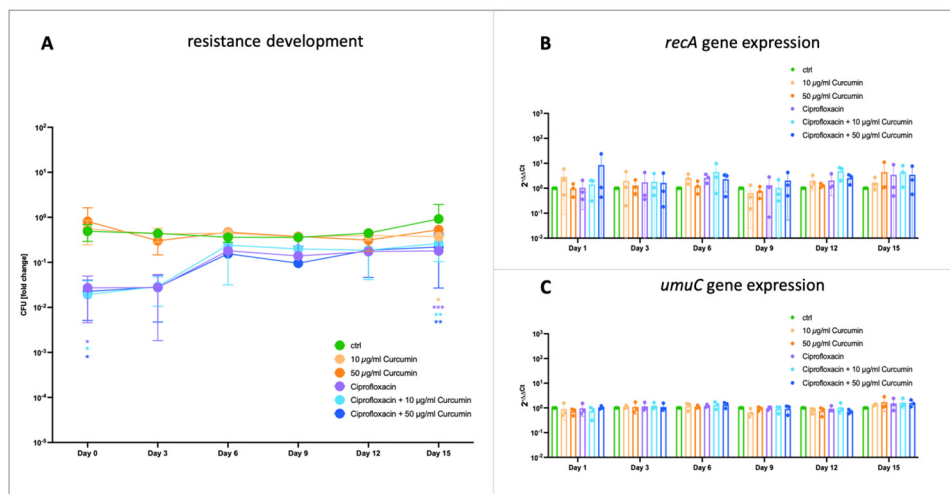 A
resistance development
CFU [fold change]
10²
10¹
10⁰
10⁻¹
10⁻²
10⁻³
10⁻⁴
10⁻⁵
*
*
*
*
***
**
**
ctrl
10 µg/ml Curcumin
50 µg/ml Curcumin
Ciprofloxacin
Ciprofloxacin + 10 µg/ml Curcumin
Ciprofloxacin + 50 µg/ml Curcumin
Day 0 Day 3 Day 6 Day 9 Day 12 Day 15
B
recA gene expression
ctrl
10 µg/ml Curcumin
50 µg/ml Curcumin
Ciprofloxacin
Ciprofloxacin + 10 µg/ml Curcumin
Ciprofloxacin + 50 µg/ml Curcumin
2^-ΔΔCt
10³
10²
10¹
10⁰
10⁻¹
10⁻²
Day 1 Day 3 Day 6 Day 9 Day 12 Day 15
C
umuC gene expression
ctrl
10 µg/ml Curcumin
50 µg/ml Curcumin
Ciprofloxacin
Ciprofloxacin + 10 µg/ml Curcumin
Ciprofloxacin + 50 µg/ml Curcumin
2^-ΔΔCt
10³
10²
10¹
10⁰
10⁻¹
10⁻²
Day 1 Day 3 Day 6 Day 9 Day 12 Day 15